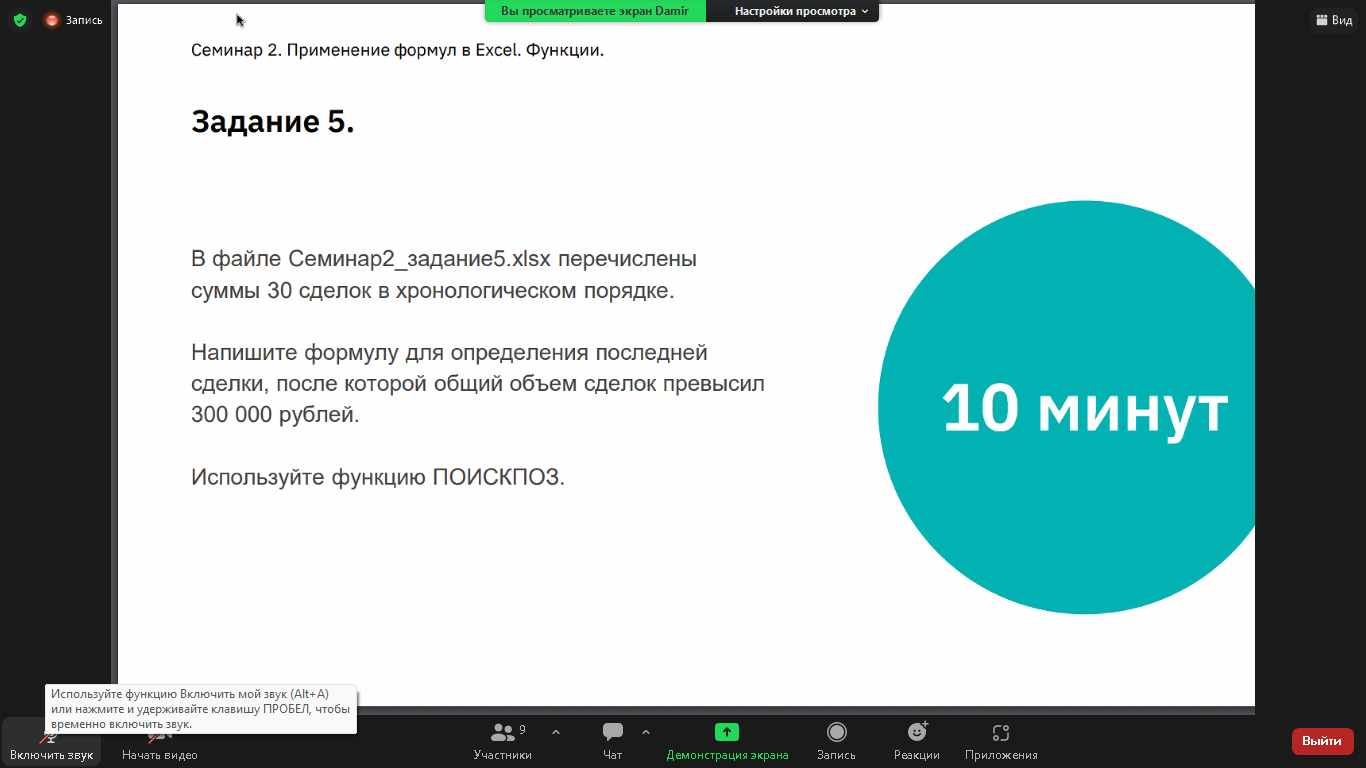 Запись
Вы просматриваете экран Damir
Настройки просмотра
Вид
Семинар 2. Применение формул в Excel. Функции.
Задание 5.
В файле Семинар2_задание5.xlsx перечислены
суммы 30 сделок в хронологическом порядке.
Напишите формулу для определения последней
сделки, после которой общий объем сделок превысил
300 000 рублей.
Используйте функцию ПОИСКПОЗ.
10 минут
Используйте функцию Включить мой звук (Alt+A)
или нажмите и удерживайте клавишу ПРОБЕЛ, чтобы
временно включить звук.
Включить звук
Начать видео
9
Участники
Чат
Демонстрация экрана
Запись
Реакции
Приложения
Выйти